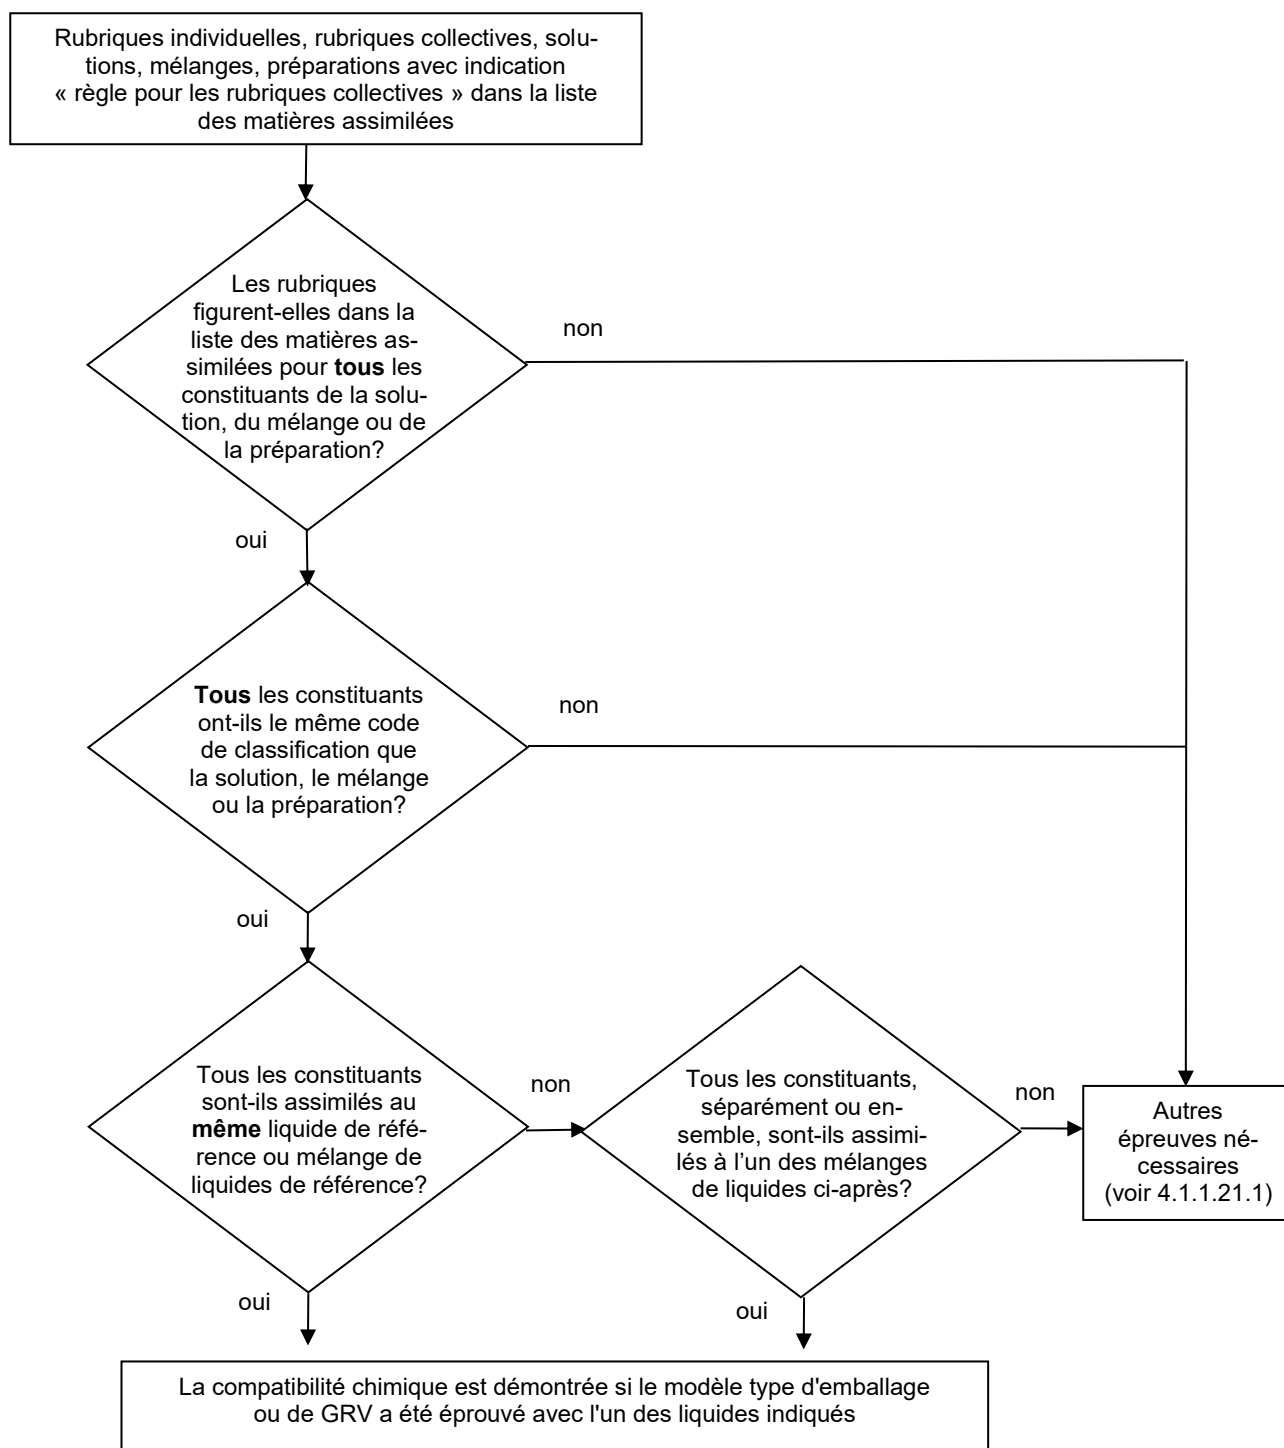 Rubriques individuelles, rubriques collectives, solu-
tions, mélanges, préparations avec indication
« règle pour les rubriques collectives » dans la liste
des matières assimilées
Les rubriques
figurent-elles dans la
liste des matières as-
similées pour tous les
constituants de la solu-
tion, du mélange ou de
la préparation?
non
oui
Tous les constituants
ont-ils le même code
de classification que
la solution, le mélange
ou la préparation?
non
oui
Tous les constituants
sont-ils assimilés au
même liquide de réfé-
rence ou mélange de
liquides de référence?
non
Tous les constituants,
séparément ou en-
semble, sont-ils assimi-
lés à l'un des mélanges
de liquides ci-après?
non
Autres
épreuves né-
cessaires
(voir 4.1.1.21.1)
oui
oui
La compatibilité chimique est démontrée si le modèle type d'emballage
ou de GRV a été éprouvé avec l'un des liquides indiqués